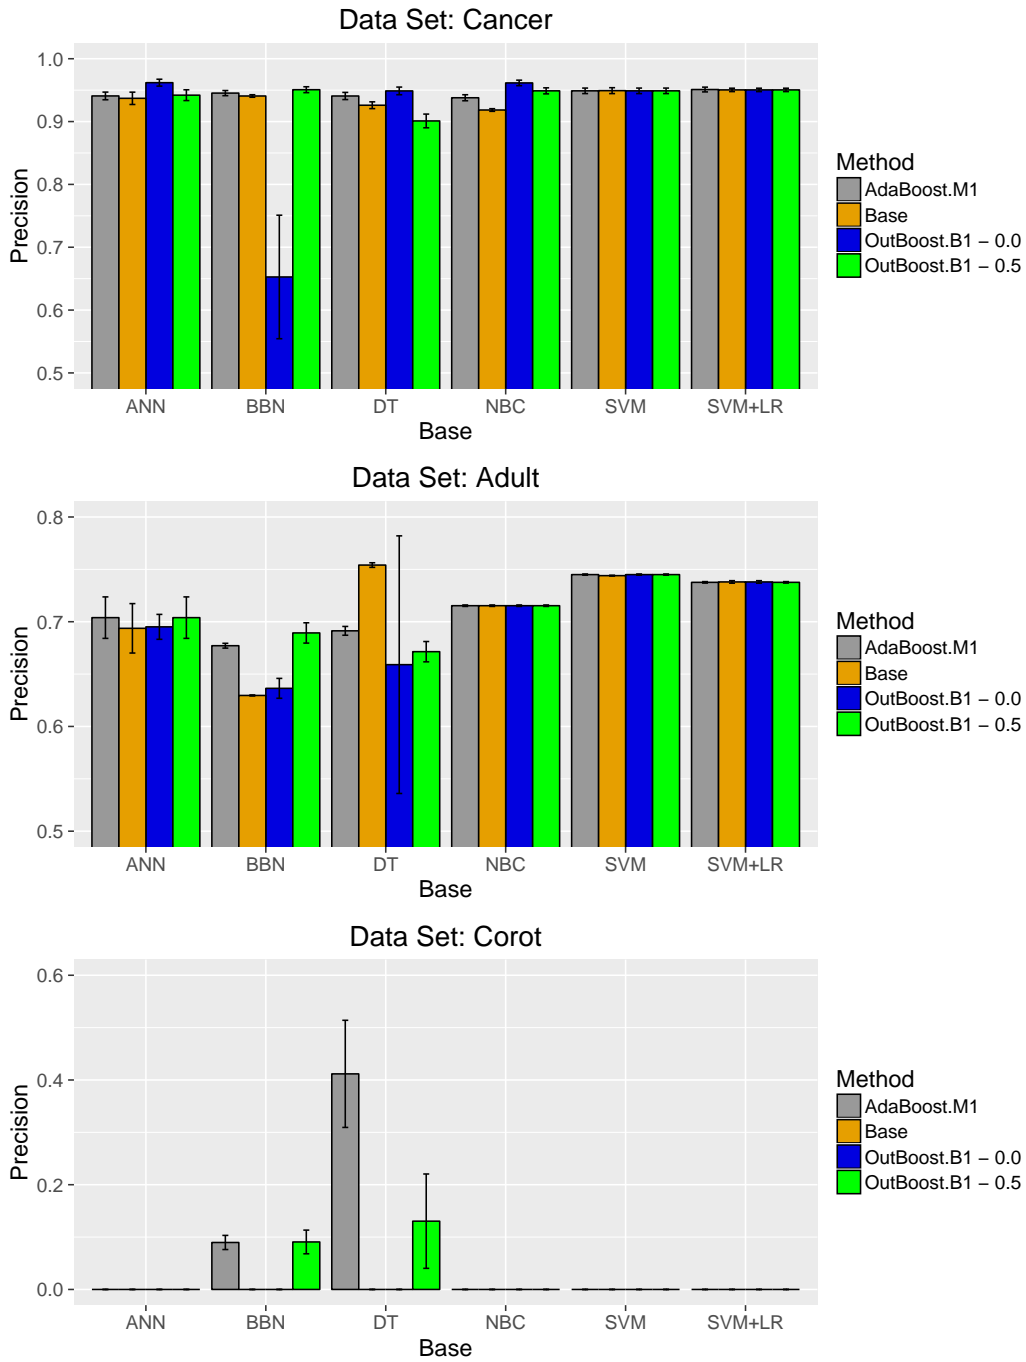 Data Set: Cancer
1.0
0.9
0.8
0.7
0.6
0.5
Precision
ANN BBN DT NBC SVM SVM+LR
Base
Method
AdaBoost.M1
Base
OutBoost.B1 − 0.0
OutBoost.B1 − 0.5
Data Set: Adult
0.8
0.7
0.6
0.5
Precision
ANN BBN DT NBC SVM SVM+LR
Base
Method
AdaBoost.M1
Base
OutBoost.B1 − 0.0
OutBoost.B1 − 0.5
Data Set: Corot
0.6
0.4
0.2
0.0
Precision
ANN BBN DT NBC SVM SVM+LR
Base
Method
AdaBoost.M1
Base
OutBoost.B1 − 0.0
OutBoost.B1 − 0.5